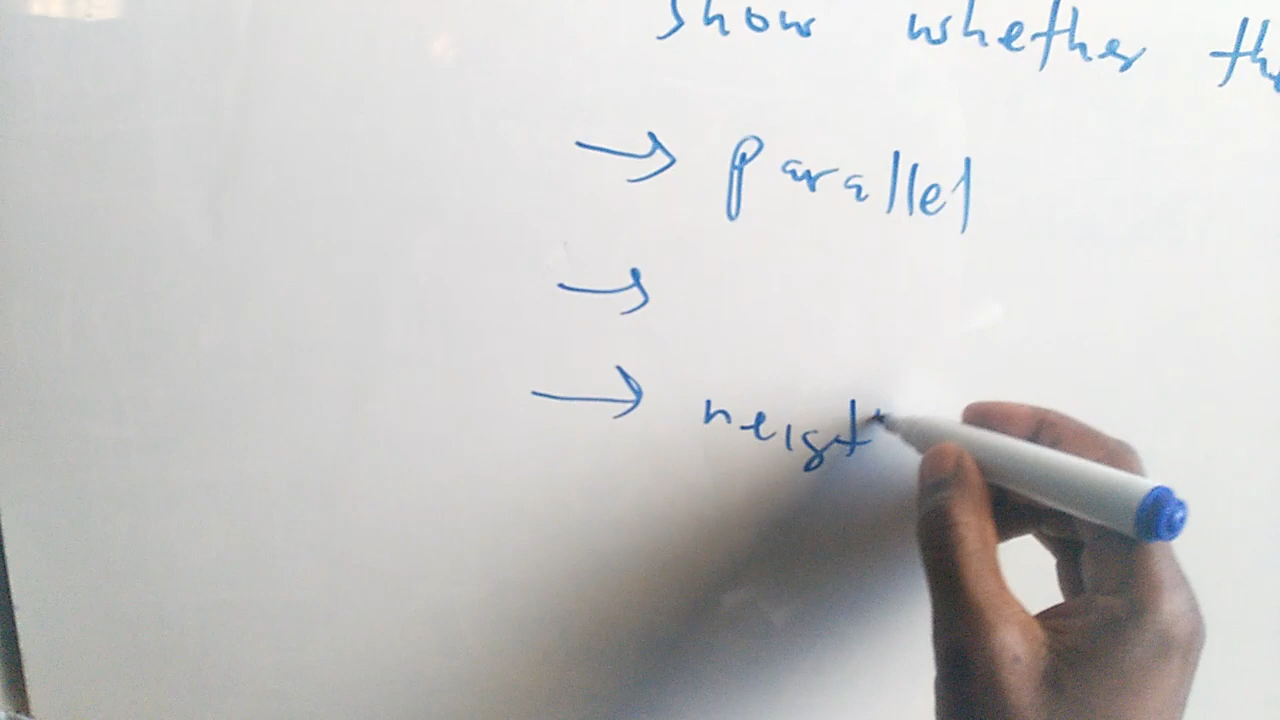 show whether the
→ parallel
→
→ neigt